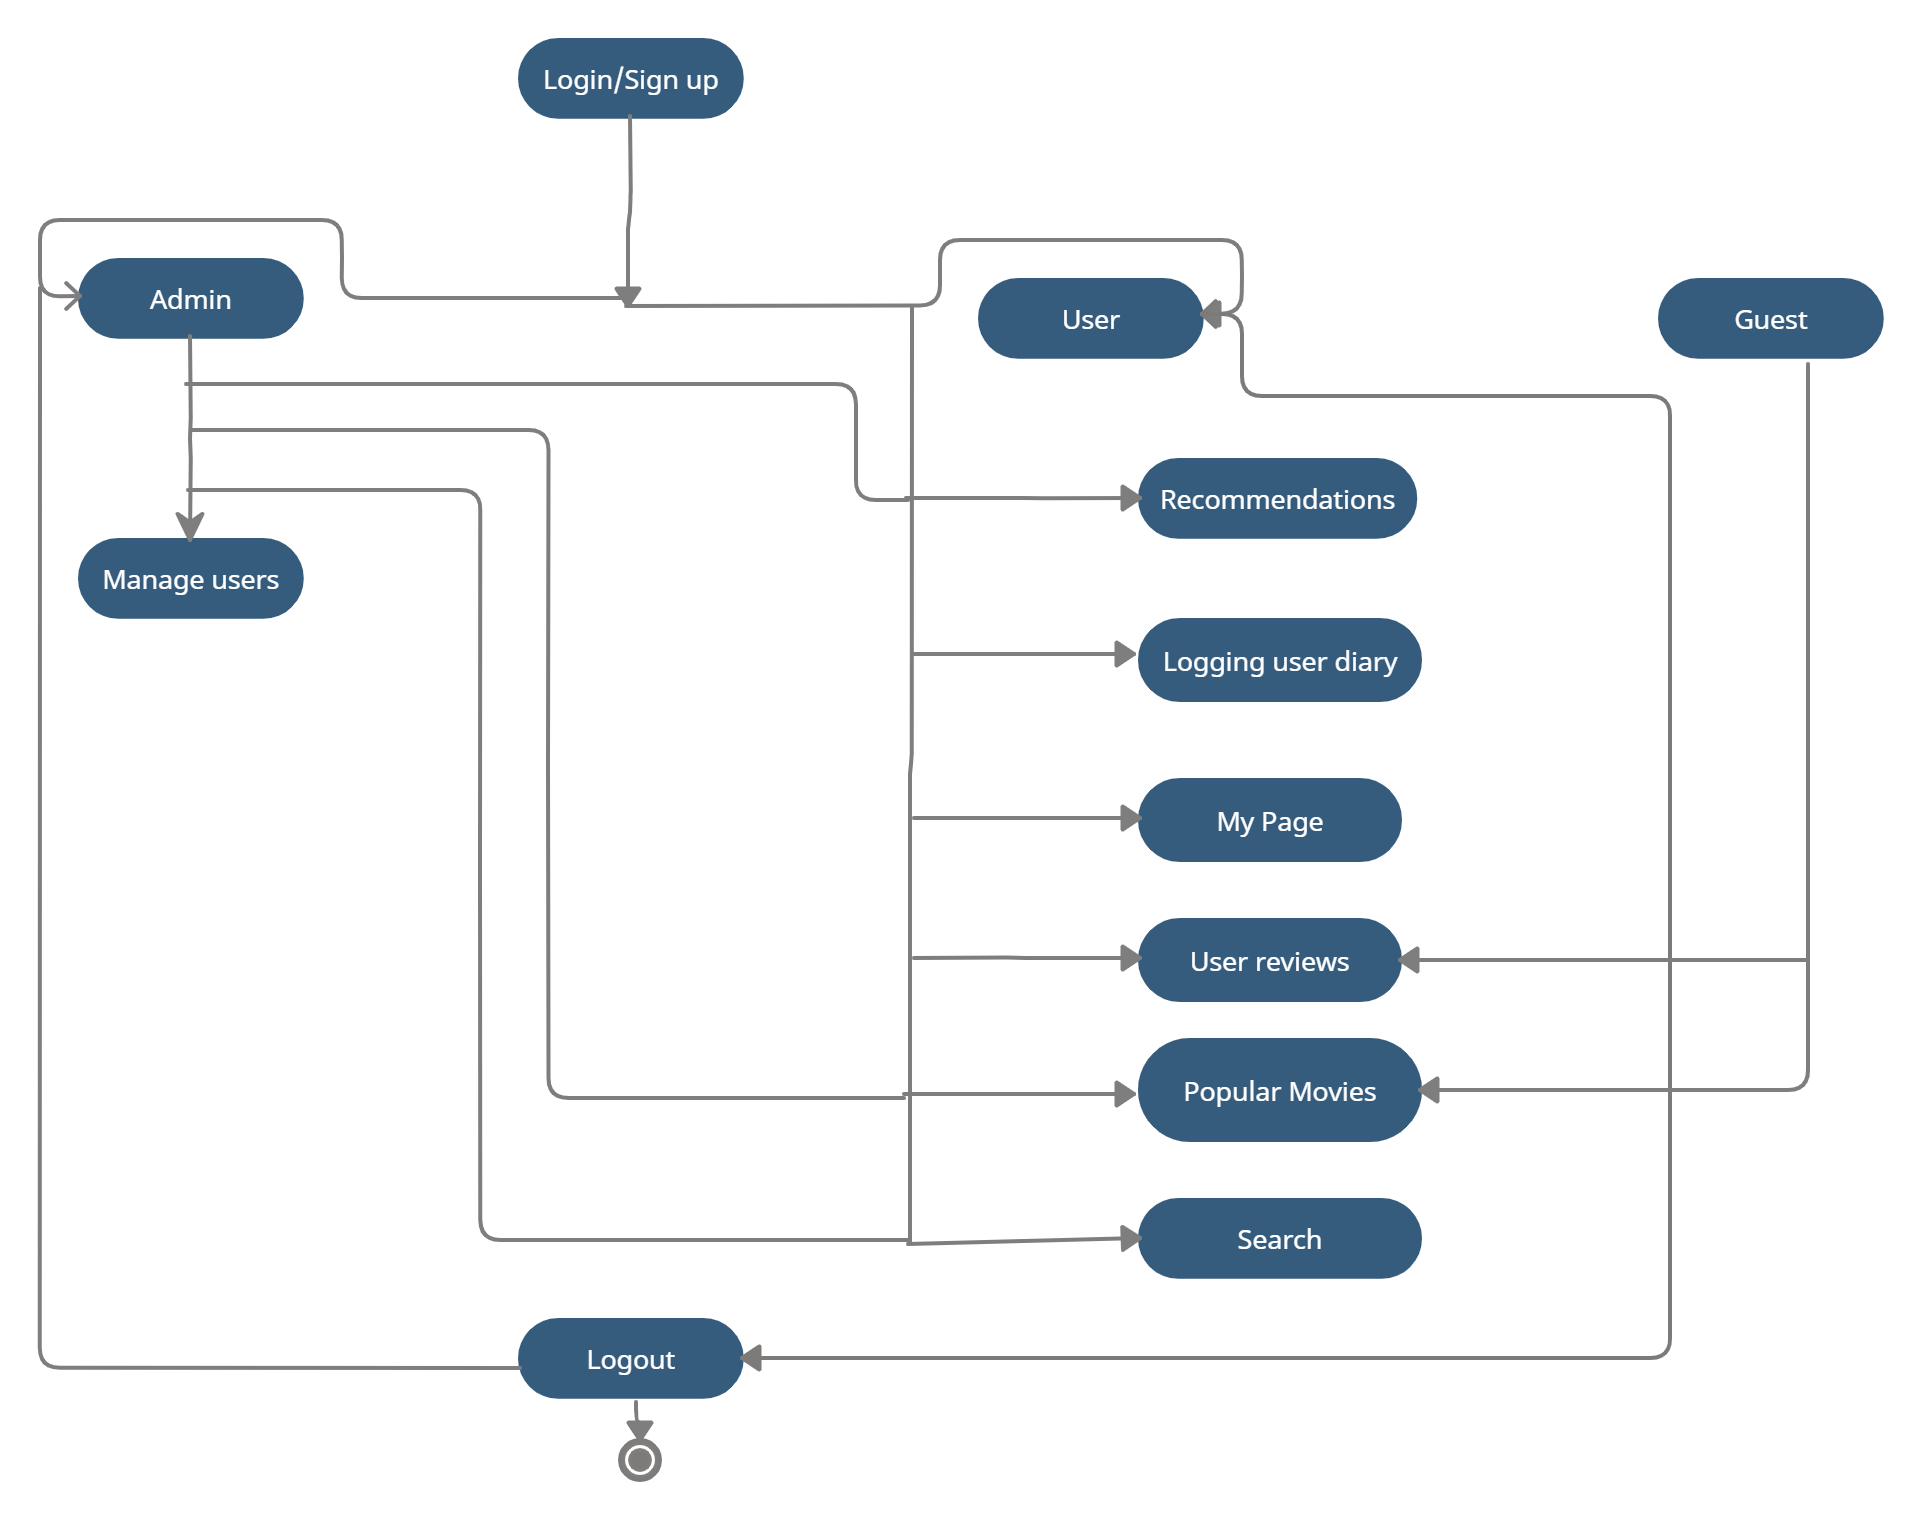 Login/Sign up
Admin
User
Guest
Recommendations
Manage users
Logging user diary
My Page
User reviews
Popular Movies
Search
Logout